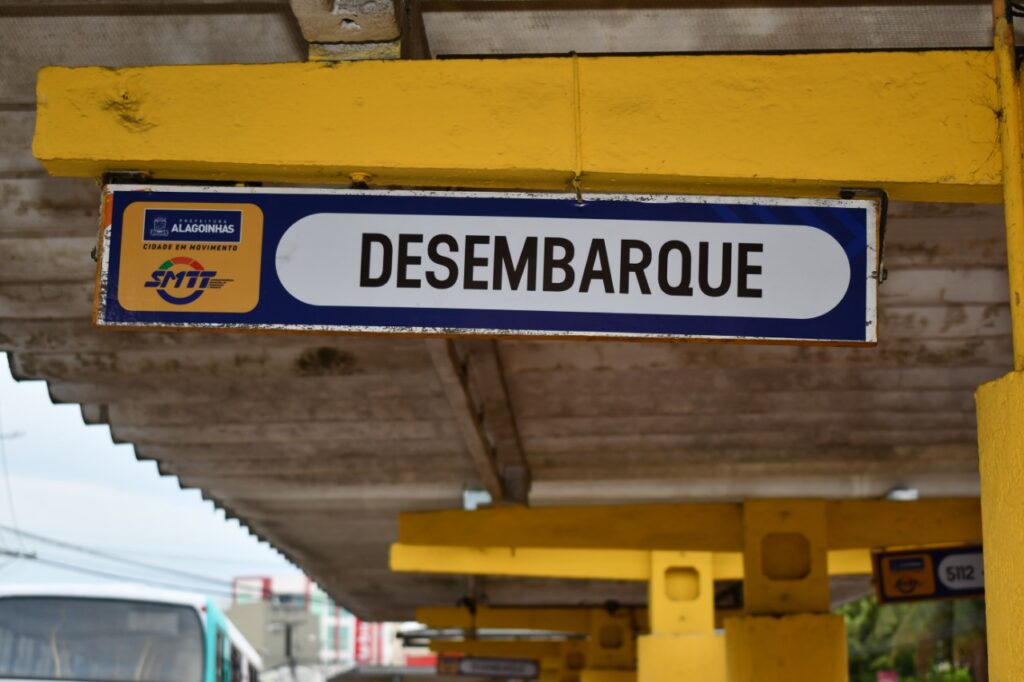 PREFEITURA
ALAGOINHAS
CIDADE EM MOVIMENTO
SMTT
DESEMBARQUE
5112